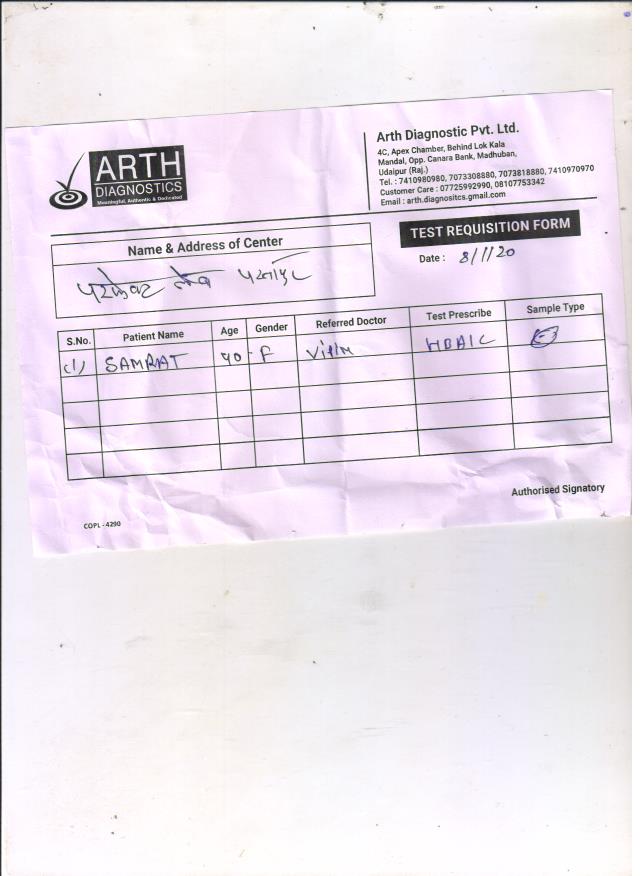 ARTH
DIAGNOSTICS
Meaningful, Authentic & Dedicated
Arth Diagnostic Pvt. Ltd.
4C, Apex Chamber, Behind Lok Kala
Mandal, Opp. Canara Bank, Madhuban,
Udaipur (Raj.)
Tel. : 7410980980, 7073308880, 7073818880, 7410970970
Customer Care : 07725992990, 08107753342
Email : arth.diagnositcs.gmail.com
TEST REQUISITION FORM
Date : 8/1/20
Name & Address of Center
S.No. Patient Name Age Gender Referred Doctor Test Prescribe Sample Type
(1) SAMRAT 40 F HBA1C
Authorised Signatory
COPL - 4290